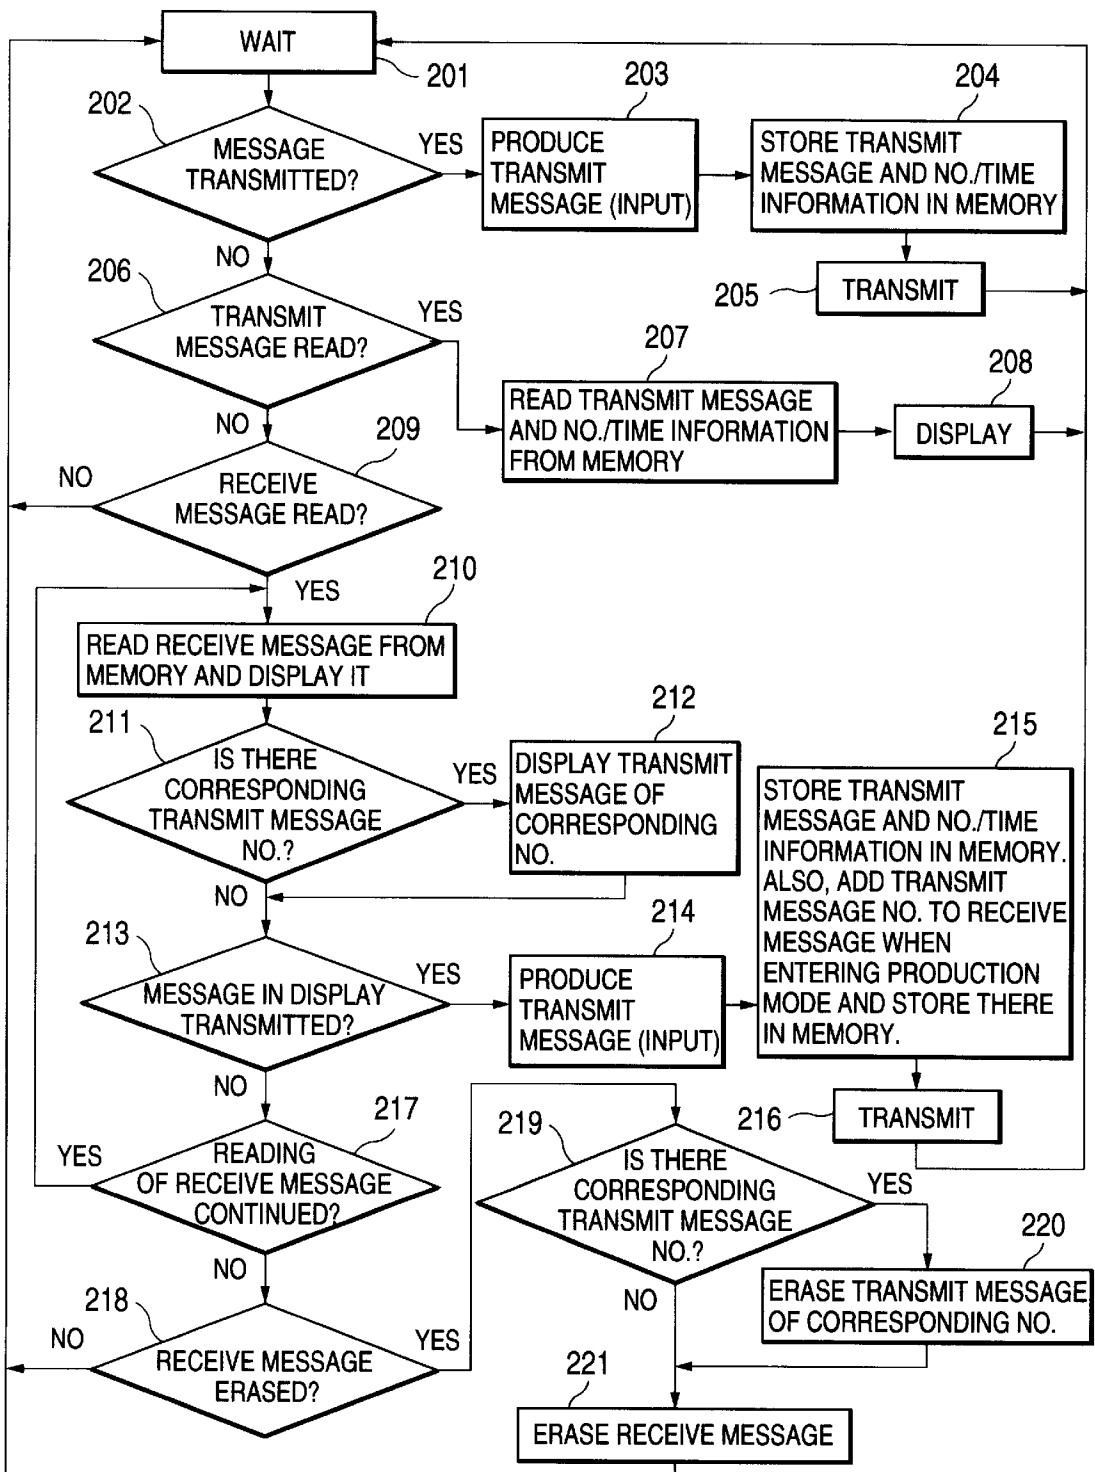 WAIT
201
202
MESSAGE
TRANSMITTED?
YES
203
PRODUCE
TRANSMIT
MESSAGE (INPUT)
204
STORE TRANSMIT
MESSAGE AND NO./TIME
INFORMATION IN MEMORY
NO
205
TRANSMIT
206
TRANSMIT
MESSAGE READ?
YES
207
READ TRANSMIT MESSAGE
AND NO./TIME INFORMATION
FROM MEMORY
208
DISPLAY
NO
209
RECEIVE
MESSAGE READ?
NO
YES
210
READ RECEIVE MESSAGE FROM
MEMORY AND DISPLAY IT
211
IS THERE
CORRESPONDING
TRANSMIT MESSAGE
NO.?
YES
212
DISPLAY TRANSMIT
MESSAGE OF
CORRESPONDING
NO.
NO
213
MESSAGE IN DISPLAY
TRANSMITTED?
YES
214
PRODUCE
TRANSMIT
MESSAGE (INPUT)
215
STORE TRANSMIT
MESSAGE AND NO./TIME
INFORMATION IN MEMORY.
ALSO, ADD TRANSMIT
MESSAGE NO. TO RECEIVE
MESSAGE WHEN
ENTERING PRODUCTION
MODE AND STORE THERE
IN MEMORY.
216
TRANSMIT
NO
217
READING
OF RECEIVE MESSAGE
CONTINUED?
YES
NO
218
RECEIVE MESSAGE
ERASED?
NO
YES
219
IS THERE
CORRESPONDING
TRANSMIT MESSAGE
NO.?
YES
220
ERASE TRANSMIT MESSAGE
OF CORRESPONDING NO.
NO
221
ERASE RECEIVE MESSAGE